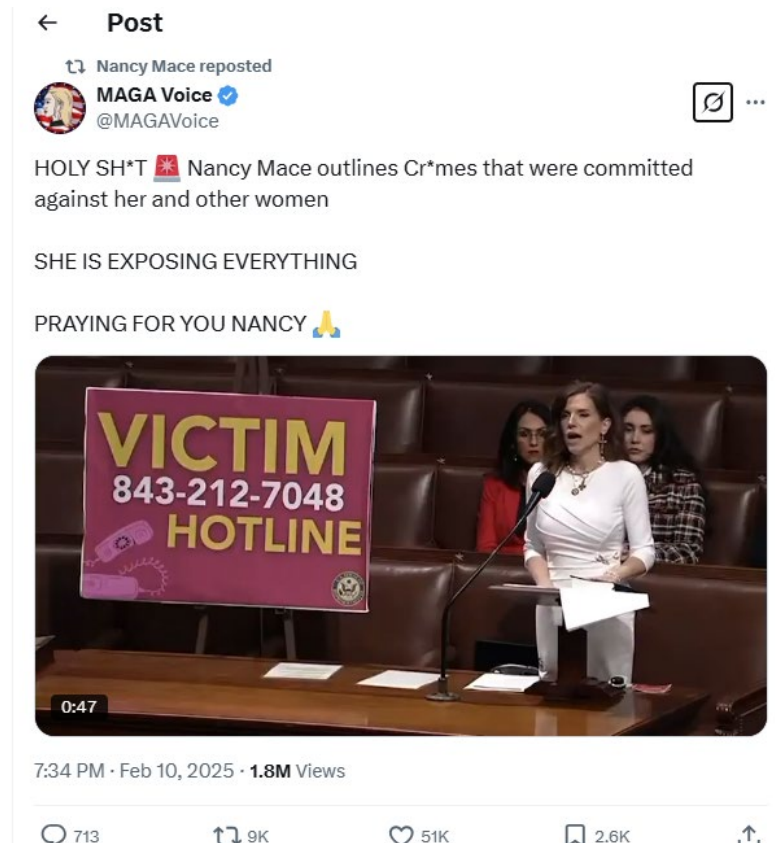 Post
Nancy Mace reposted
MAGA Voice
@MAGAVoice
HOLY SH*T 🚨 Nancy Mace outlines Cr*mes that were committed
against her and other women
SHE IS EXPOSING EVERYTHING
PRAYING FOR YOU NANCY 🙏
VICTIM
843-212-7048
HOTLINE
0:47
7:34 PM · Feb 10, 2025 · 1.8M Views
713 9K 51K 2.6K